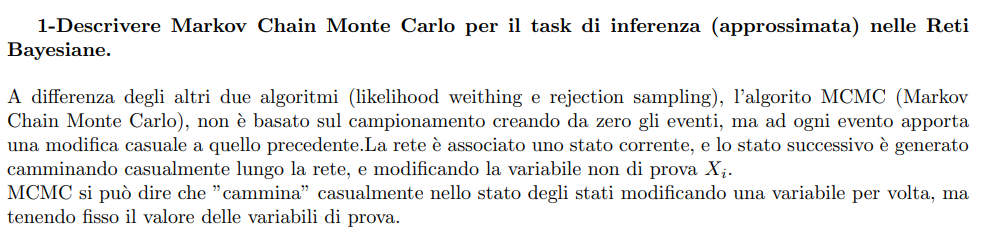 1-Descrivere Markov Chain Monte Carlo per il task di inferenza (approssimata) nelle Reti
Bayesiane.
A differenza degli altri due algoritmi (likelihood weithing e rejection sampling), l'algorito MCMC (Markov
Chain Monte Carlo), non è basato sul campionamento creando da zero gli eventi, ma ad ogni evento apporta
una modifica casuale a quello precedente.La rete è associato uno stato corrente, e lo stato successivo è generato
camminando casualmente lungo la rete, e modificando la variabile non di prova Xᵢ.
MCMC si può dire che "cammina" casualmente nello stato degli stati modificando una variabile per volta, ma
tenendo fisso il valore delle variabili di prova.